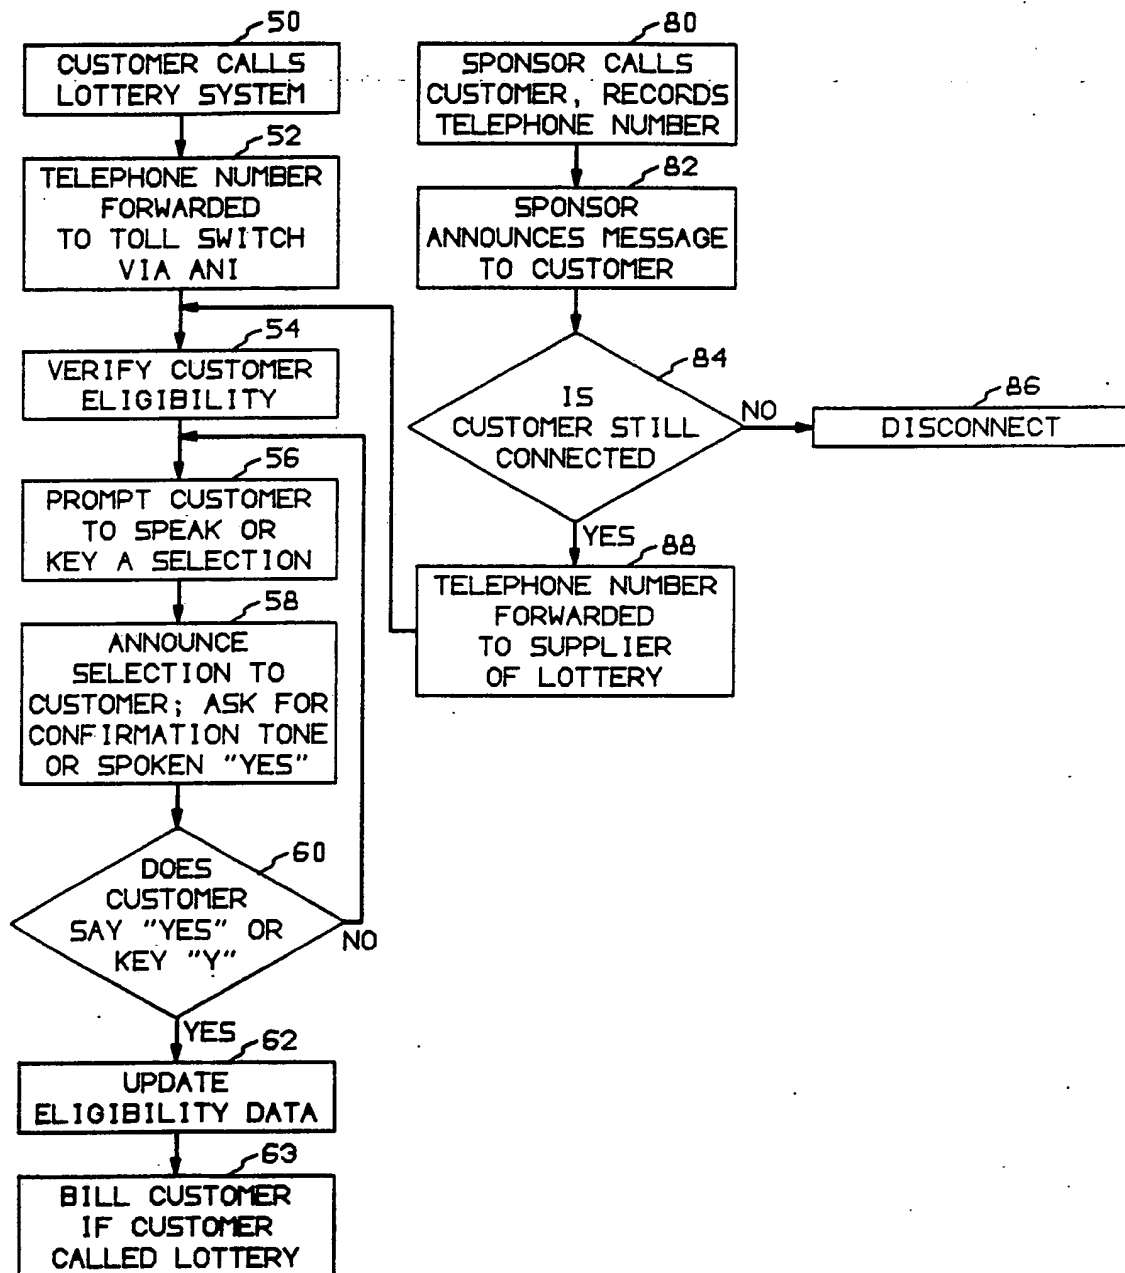 50
CUSTOMER CALLS
LOTTERY SYSTEM
52
TELEPHONE NUMBER
FORWARDED
TO TOLL SWITCH
VIA ANI
54
VERIFY CUSTOMER
ELIGIBILITY
56
PROMPT CUSTOMER
TO SPEAK OR
KEY A SELECTION
58
ANNOUNCE
SELECTION TO
CUSTOMER; ASK FOR
CONFIRMATION TONE
OR SPOKEN "YES"
60
DOES
CUSTOMER
SAY "YES" OR
KEY "Y"
NO
YES
62
UPDATE
ELIGIBILITY DATA
63
BILL CUSTOMER
IF CUSTOMER
CALLED LOTTERY
80
SPONSOR CALLS
CUSTOMER, RECORDS
TELEPHONE NUMBER
82
SPONSOR
ANNOUNCES MESSAGE
TO CUSTOMER
84
IS
CUSTOMER STILL
CONNECTED
NO
86
DISCONNECT
YES
88
TELEPHONE NUMBER
FORWARDED
TO SUPPLIER
OF LOTTERY